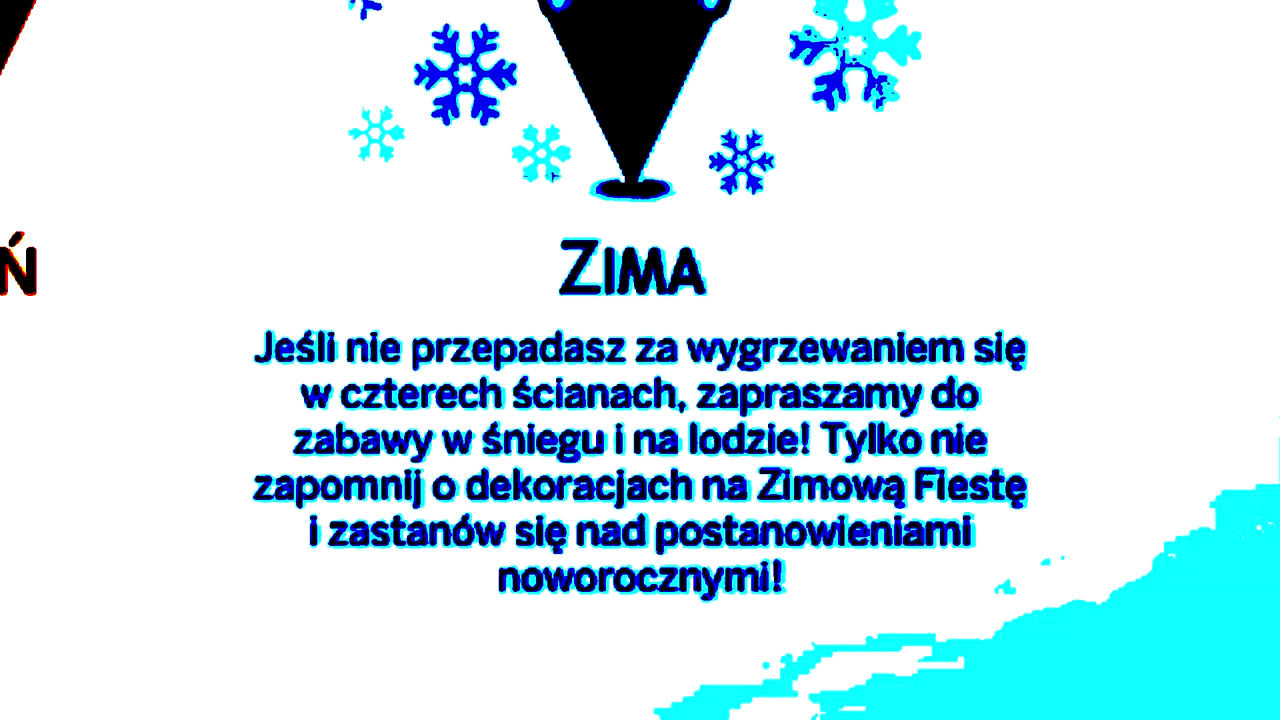 Ń
ZIMA
Jeśli nie przepadasz za wygrzewaniem się
w czterech ścianach, zapraszamy do
zabawy w śniegu i na lodzie! Tylko nie
zapomnij o dekoracjach na Zimową Fiestę
i zastanów się nad postanowieniami
noworocznymi!